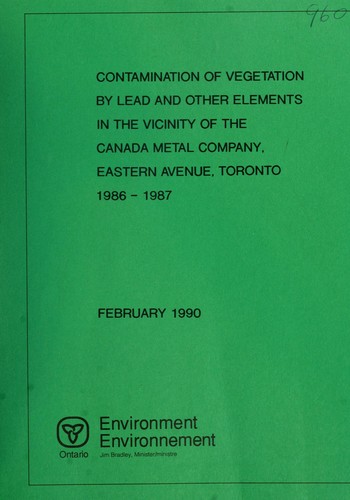 960
CONTAMINATION OF VEGETATION
BY LEAD AND OTHER ELEMENTS
IN THE VICINITY OF THE
CANADA METAL COMPANY,
EASTERN AVENUE, TORONTO
1986 – 1987
FEBRUARY 1990
Environment
Environnement
Ontario
Jim Bradley, Minister/ministre